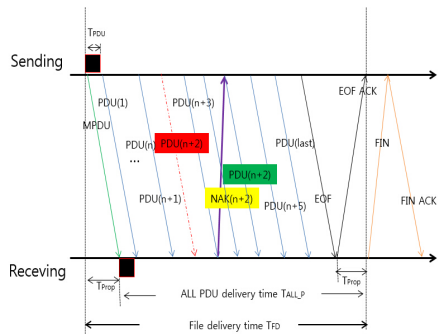 TPDU
Sending
PDU(1)
MPDU
PDU(n)
...
PDU(n+1)
PDU(n+2)
PDU(n+3)
PDU(n+2)
NAK(n+2)
PDU(n+5)
PDU(last)
EOF
EOF ACK
FIN
FIN ACK
Receving
TProp
ALL PDU delivery time TALL_P
TProp
File delivery time TFD